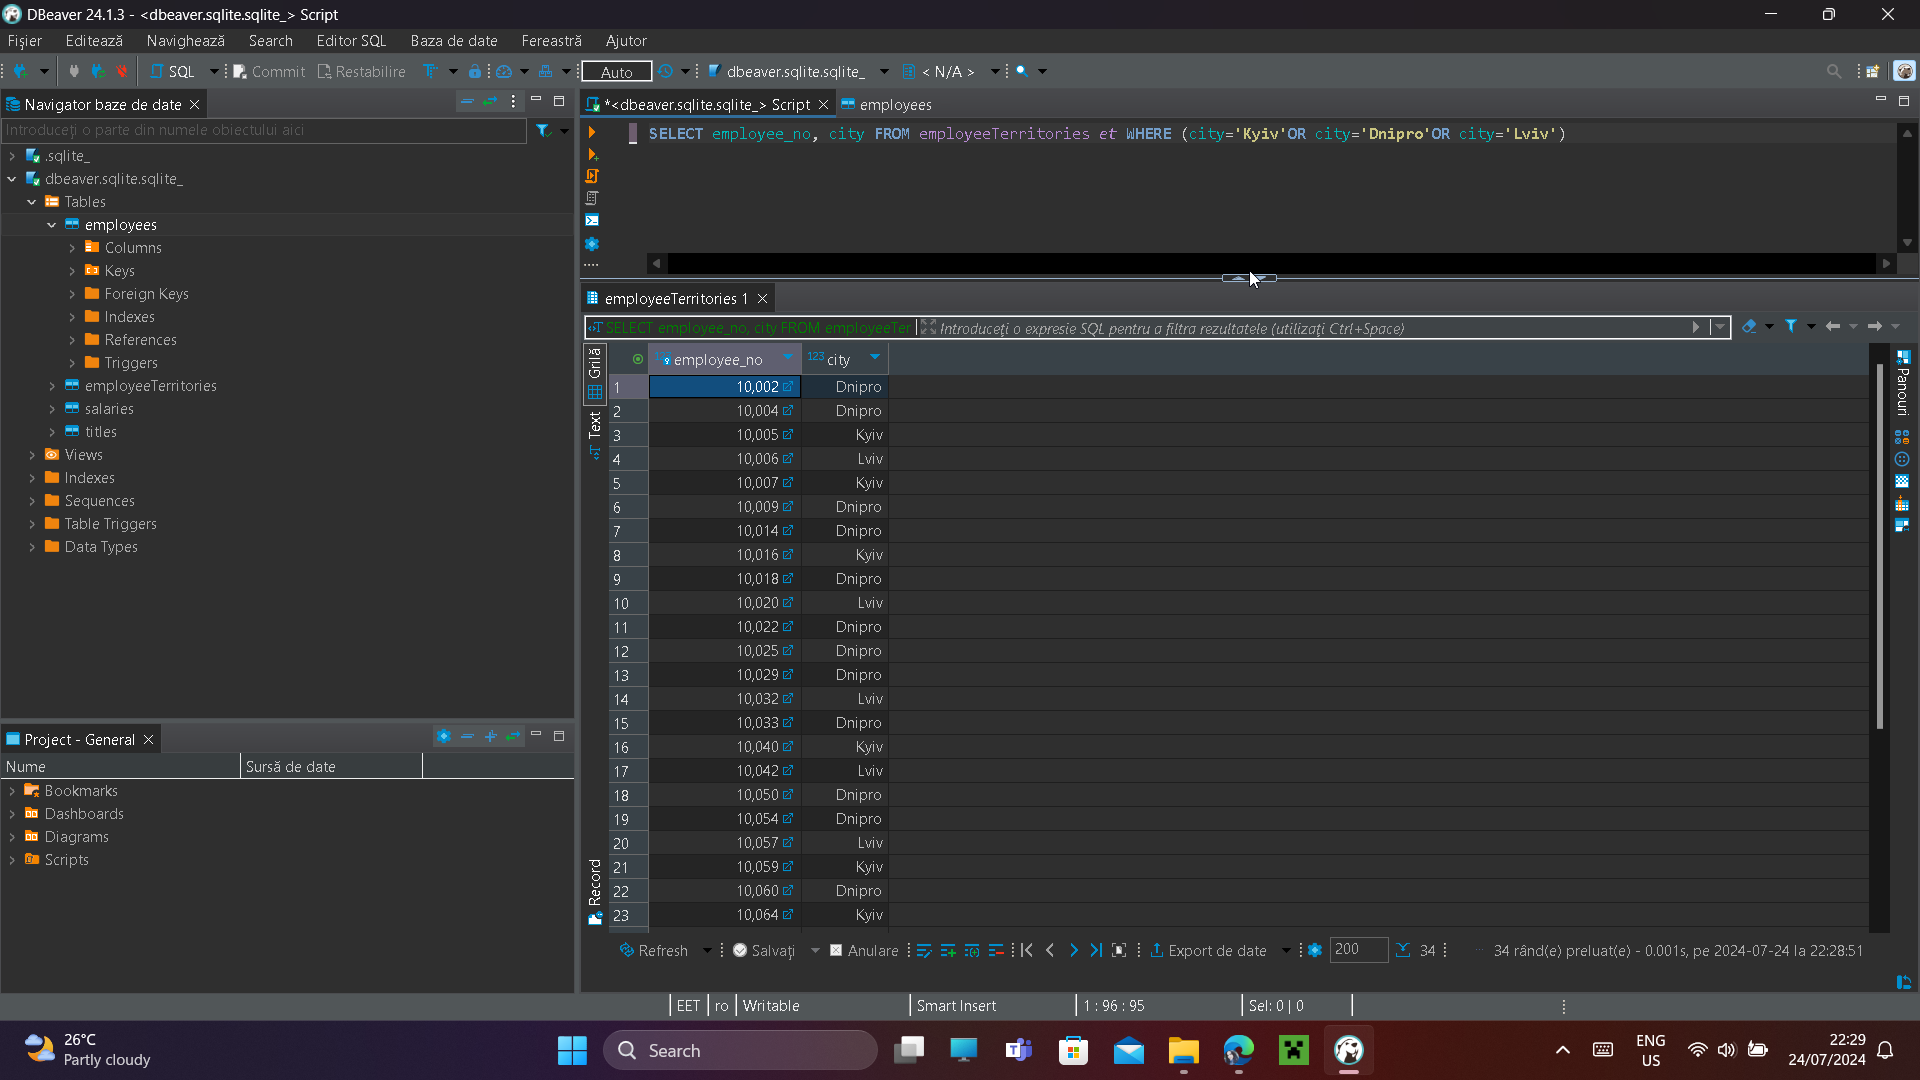 DBeaver 24.1.3 - <dbeaver.sqlite.sqlite_> Script
Fișier Editează Navighează Search Editor SQL Baza de date Fereastră Ajutor
SQL Commit Restabilire Auto dbeaver.sqlite.sqlite_ < N/A >
Navigator baze de date
Introduceți o parte din numele obiectului aici
.sqlite_
dbeaver.sqlite.sqlite_
Tables
employees
Columns
Keys
Foreign Keys
Indexes
References
Triggers
employeeTerritories
salaries
titles
Views
Indexes
Sequences
Table Triggers
Data Types
Project - General
Nume Sursă de date
Bookmarks
Dashboards
Diagrams
Scripts
*<dbeaver.sqlite.sqlite_> Script employees
SELECT employee_no, city FROM employeeTerritories et WHERE (city='Kyiv'OR city='Dnipro'OR city='Lviv')
employeeTerritories 1
SELECT employee_no, city FROM employeeTer Introduceți o expresie SQL pentru a filtra rezultatele (utilizați Ctrl+Space)
Grilă
Text
Record
Panouri
employee_no 123 city
1 10,002 Dnipro
2 10,004 Dnipro
3 10,005 Kyiv
4 10,006 Lviv
5 10,007 Kyiv
6 10,009 Dnipro
7 10,014 Dnipro
8 10,016 Kyiv
9 10,018 Dnipro
10 10,020 Lviv
11 10,022 Dnipro
12 10,025 Dnipro
13 10,029 Dnipro
14 10,032 Lviv
15 10,033 Dnipro
16 10,040 Kyiv
17 10,042 Lviv
18 10,050 Dnipro
19 10,054 Dnipro
20 10,057 Lviv
21 10,059 Kyiv
22 10,060 Dnipro
23 10,064 Kyiv
Refresh Salvați Anulare Export de date 200 34 34 rând(e) preluat(e) - 0.001s, pe 2024-07-24 la 22:28:51
EET ro Writable Smart Insert 1 : 96 : 95 Sel: 0 | 0
26°C
Partly cloudy
Search
ENG
US
22:29
24/07/2024